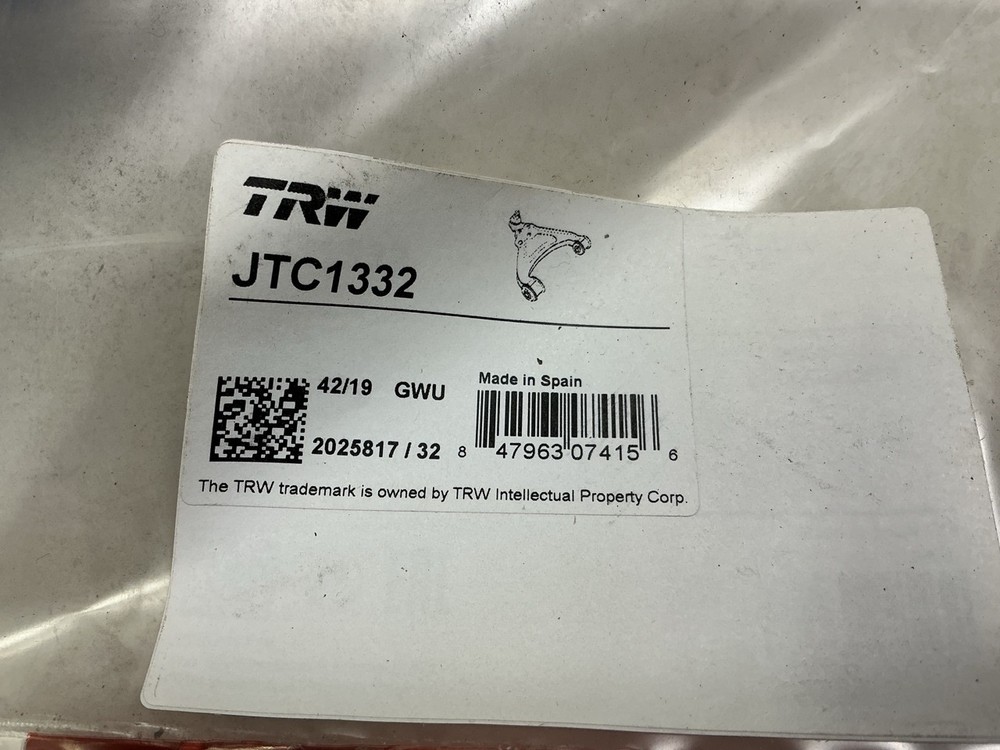 TRW
JTC1332
42/19 GWU
Made in Spain
2025817 / 32
8 47963 07415 6
The TRW trademark is owned by TRW Intellectual Property Corp.